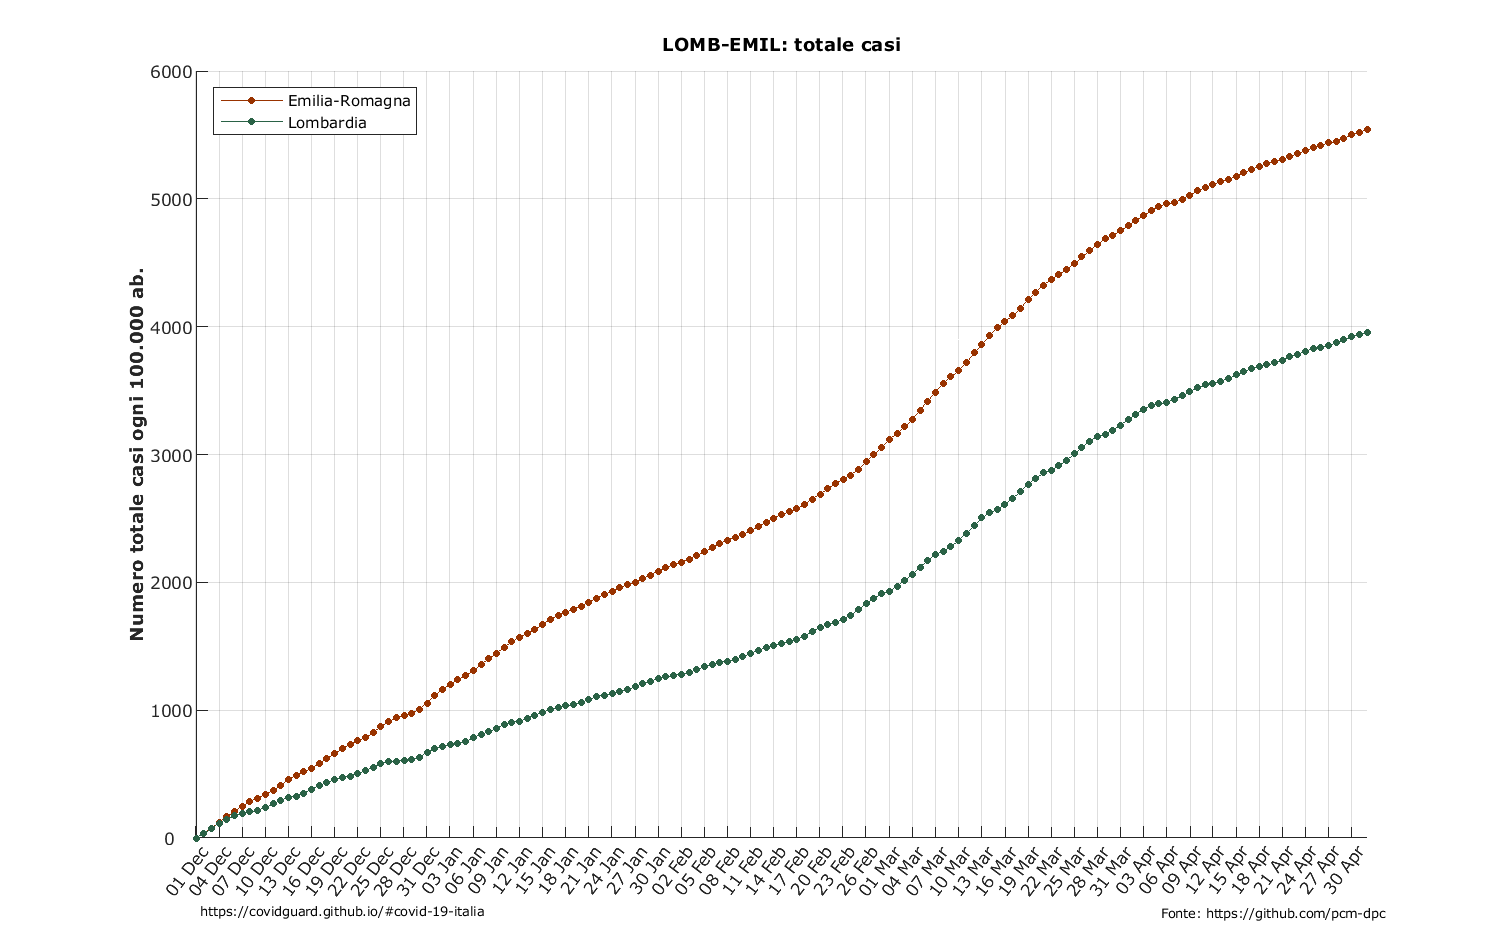 LOMB-EMIL: totale casi
Emilia-Romagna
Lombardia
Numero totale casi ogni 100.000 ab.
6000
5000
4000
3000
2000
1000
0
01 Dec
04 Dec
07 Dec
10 Dec
13 Dec
16 Dec
19 Dec
22 Dec
25 Dec
28 Dec
31 Dec
03 Jan
06 Jan
09 Jan
12 Jan
15 Jan
18 Jan
21 Jan
24 Jan
27 Jan
30 Jan
02 Feb
05 Feb
08 Feb
11 Feb
14 Feb
17 Feb
20 Feb
23 Feb
26 Feb
01 Mar
04 Mar
07 Mar
10 Mar
13 Mar
16 Mar
19 Mar
22 Mar
25 Mar
28 Mar
31 Mar
03 Apr
06 Apr
09 Apr
12 Apr
15 Apr
18 Apr
21 Apr
24 Apr
27 Apr
30 Apr
https://covidguard.github.io/#covid-19-italia
Fonte: https://github.com/pcm-dpc